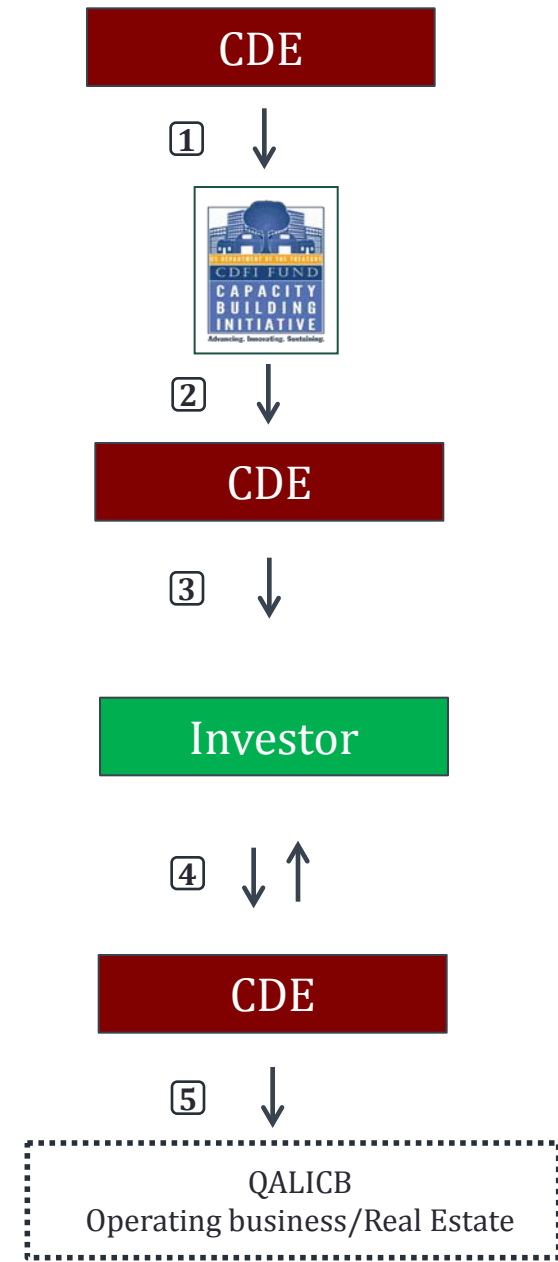 CDE
1
US DEPARTMENT OF THE TREASURY
CDFI FUND
CAPACITY
BUILDING
INITIATIVE
Advancing. Innovating. Sustaining.
2
CDE
3
Investor
4
CDE
5
QALICB
Operating business/Real Estate